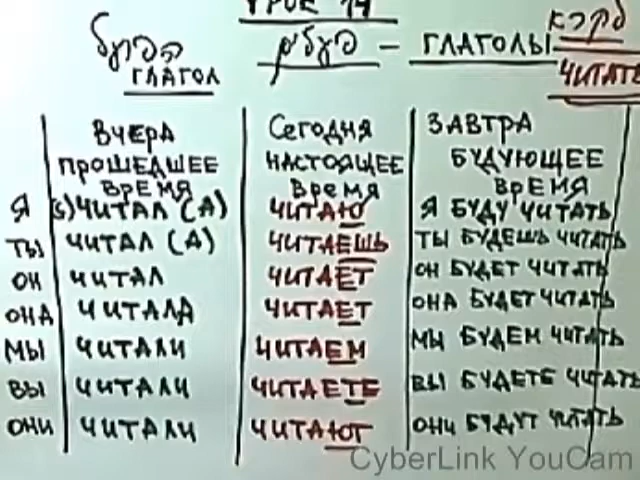 УРОК 14
ГЛАГОЛ — ГЛАГОЛЫ
ЧИТАТЬ
ВЧЕРА СЕГОДНЯ ЗАВТРА
ПРОШЕДШЕЕ НАСТОЯЩЕЕ БУДУЮЩЕЕ
ВРЕМЯ ВРЕМЯ ВРЕМЯ
Я ЧИТАЛ (А) ЧИТАЮ Я БУДУ ЧИТАТЬ
ТЫ ЧИТАЛ (А) ЧИТАЕШЬ ТЫ БУДЕШЬ ЧИТАТЬ
ОН ЧИТАЛ ЧИТАЕТ ОН БУДЕТ ЧИТАТЬ
ОНА ЧИТАЛА ЧИТАЕТ ОНА БУДЕТ ЧИТАТЬ
МЫ ЧИТАЛИ ЧИТАЕМ МЫ БУДЕМ ЧИТАТЬ
ВЫ ЧИТАЛИ ЧИТАЕТЕ ВЫ БУДЕТЕ ЧИТАТЬ
ОНИ ЧИТАЛИ ЧИТАЮТ ОНИ БУДУТ ЧИТАТЬ
CyberLink YouCam